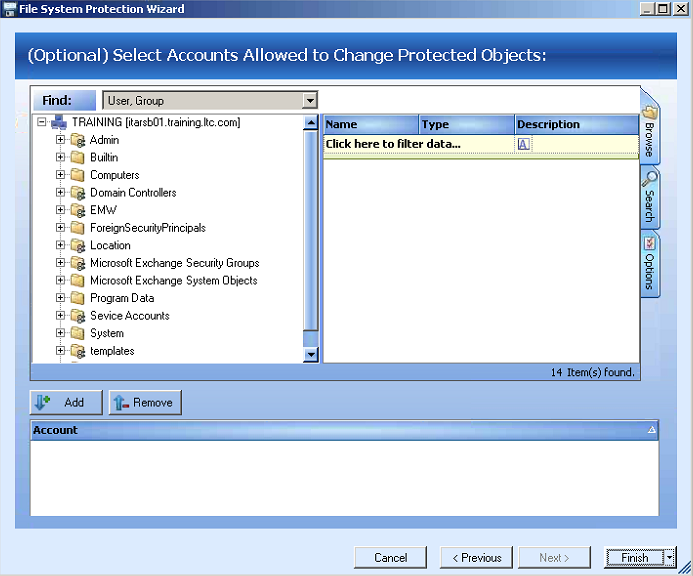 File System Protection Wizard
(Optional) Select Accounts Allowed to Change Protected Objects:
Find: User, Group
TRAINING [itarsb01.training.ltc.com]
Admin
Builtin
Computers
Domain Controllers
EMW
ForeignSecurityPrincipals
Location
Microsoft Exchange Security Groups
Microsoft Exchange System Objects
Program Data
Sevice Accounts
System
templates
Name Type Description
Click here to filter data... A
14 Item(s) found.
Browse
Search
Options
Add Remove
Account
Cancel < Previous Next > Finish